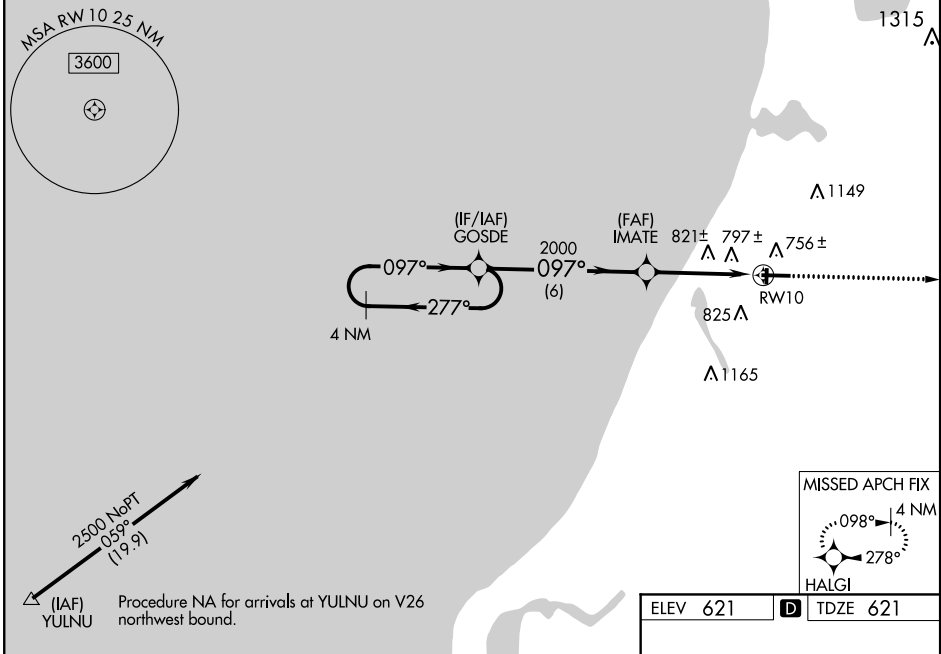 MSA RW 10 25 NM
3600
1315
1149
(IF/IAF)
GOSDE
2000
097°
(6)
(FAF)
IMATE
821±
797±
756±
097°
277°
4 NM
RW10
825
1165
2500 NoPT
059°
(19.9)
(IAF)
YULNU
Procedure NA for arrivals at YULNU on V26
northwest bound.
MISSED APCH FIX
4 NM
098°
278°
HALGI
ELEV 621 D TDZE 621